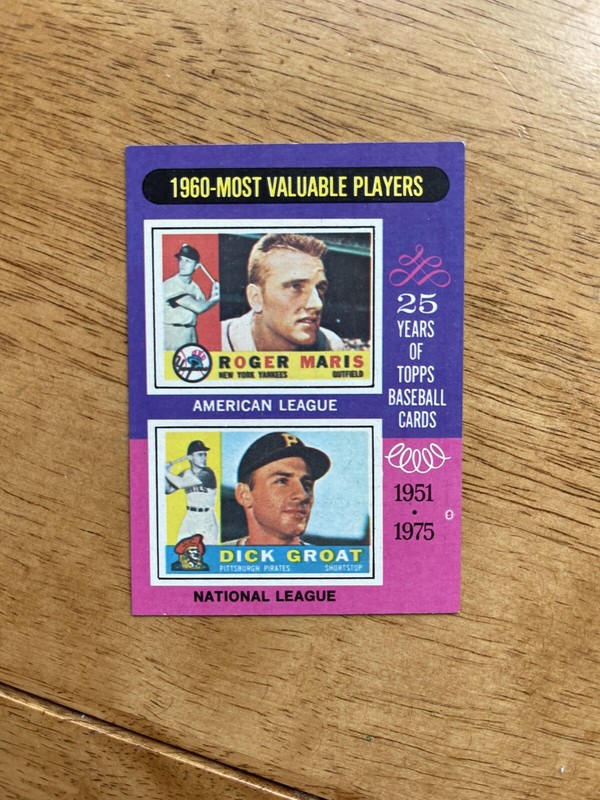 1960-MOST VALUABLE PLAYERS
ROGER MARIS
NEW YORK YANKEES OUTFIELD
AMERICAN LEAGUE
25
YEARS
OF
TOPPS
BASEBALL
CARDS
1951
•
1975
P
DICK GROAT
PITTSBURGH PIRATES SHORTSTOP
NATIONAL LEAGUE